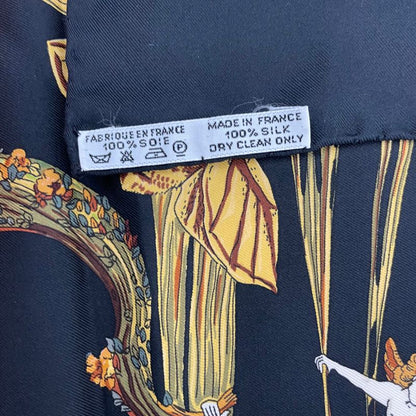 FABRIQUE EN FRANCE
100% SOIE
P
MADE IN FRANCE
100% SILK
DRY CLEAN ONLY